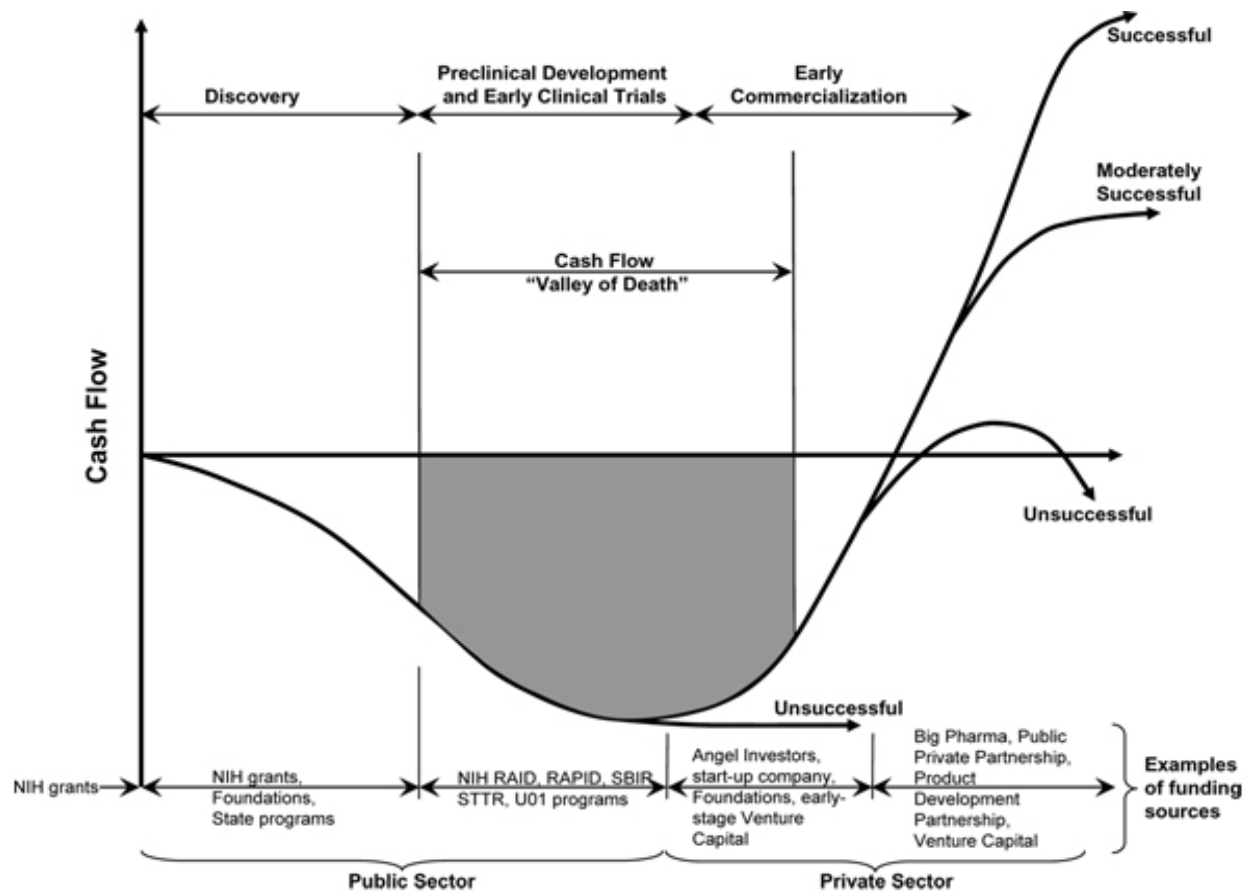 Successful
Preclinical Development
and Early Clinical Trials
Early
Commercialization
Discovery
Moderately
Successful
Cash Flow
“Valley of Death”
Cash Flow
Unsuccessful
Unsuccessful
NIH grants
NIH grants,
Foundations,
State programs
NIH RAID, RAPID, SBIR
STTR, U01 programs
Angel Investors,
start-up company,
Foundations, early-
stage Venture
Capital
Big Pharma, Public
Private Partnership,
Product
Development
Partnership,
Venture Capital
Examples
of funding
sources
Public Sector
Private Sector